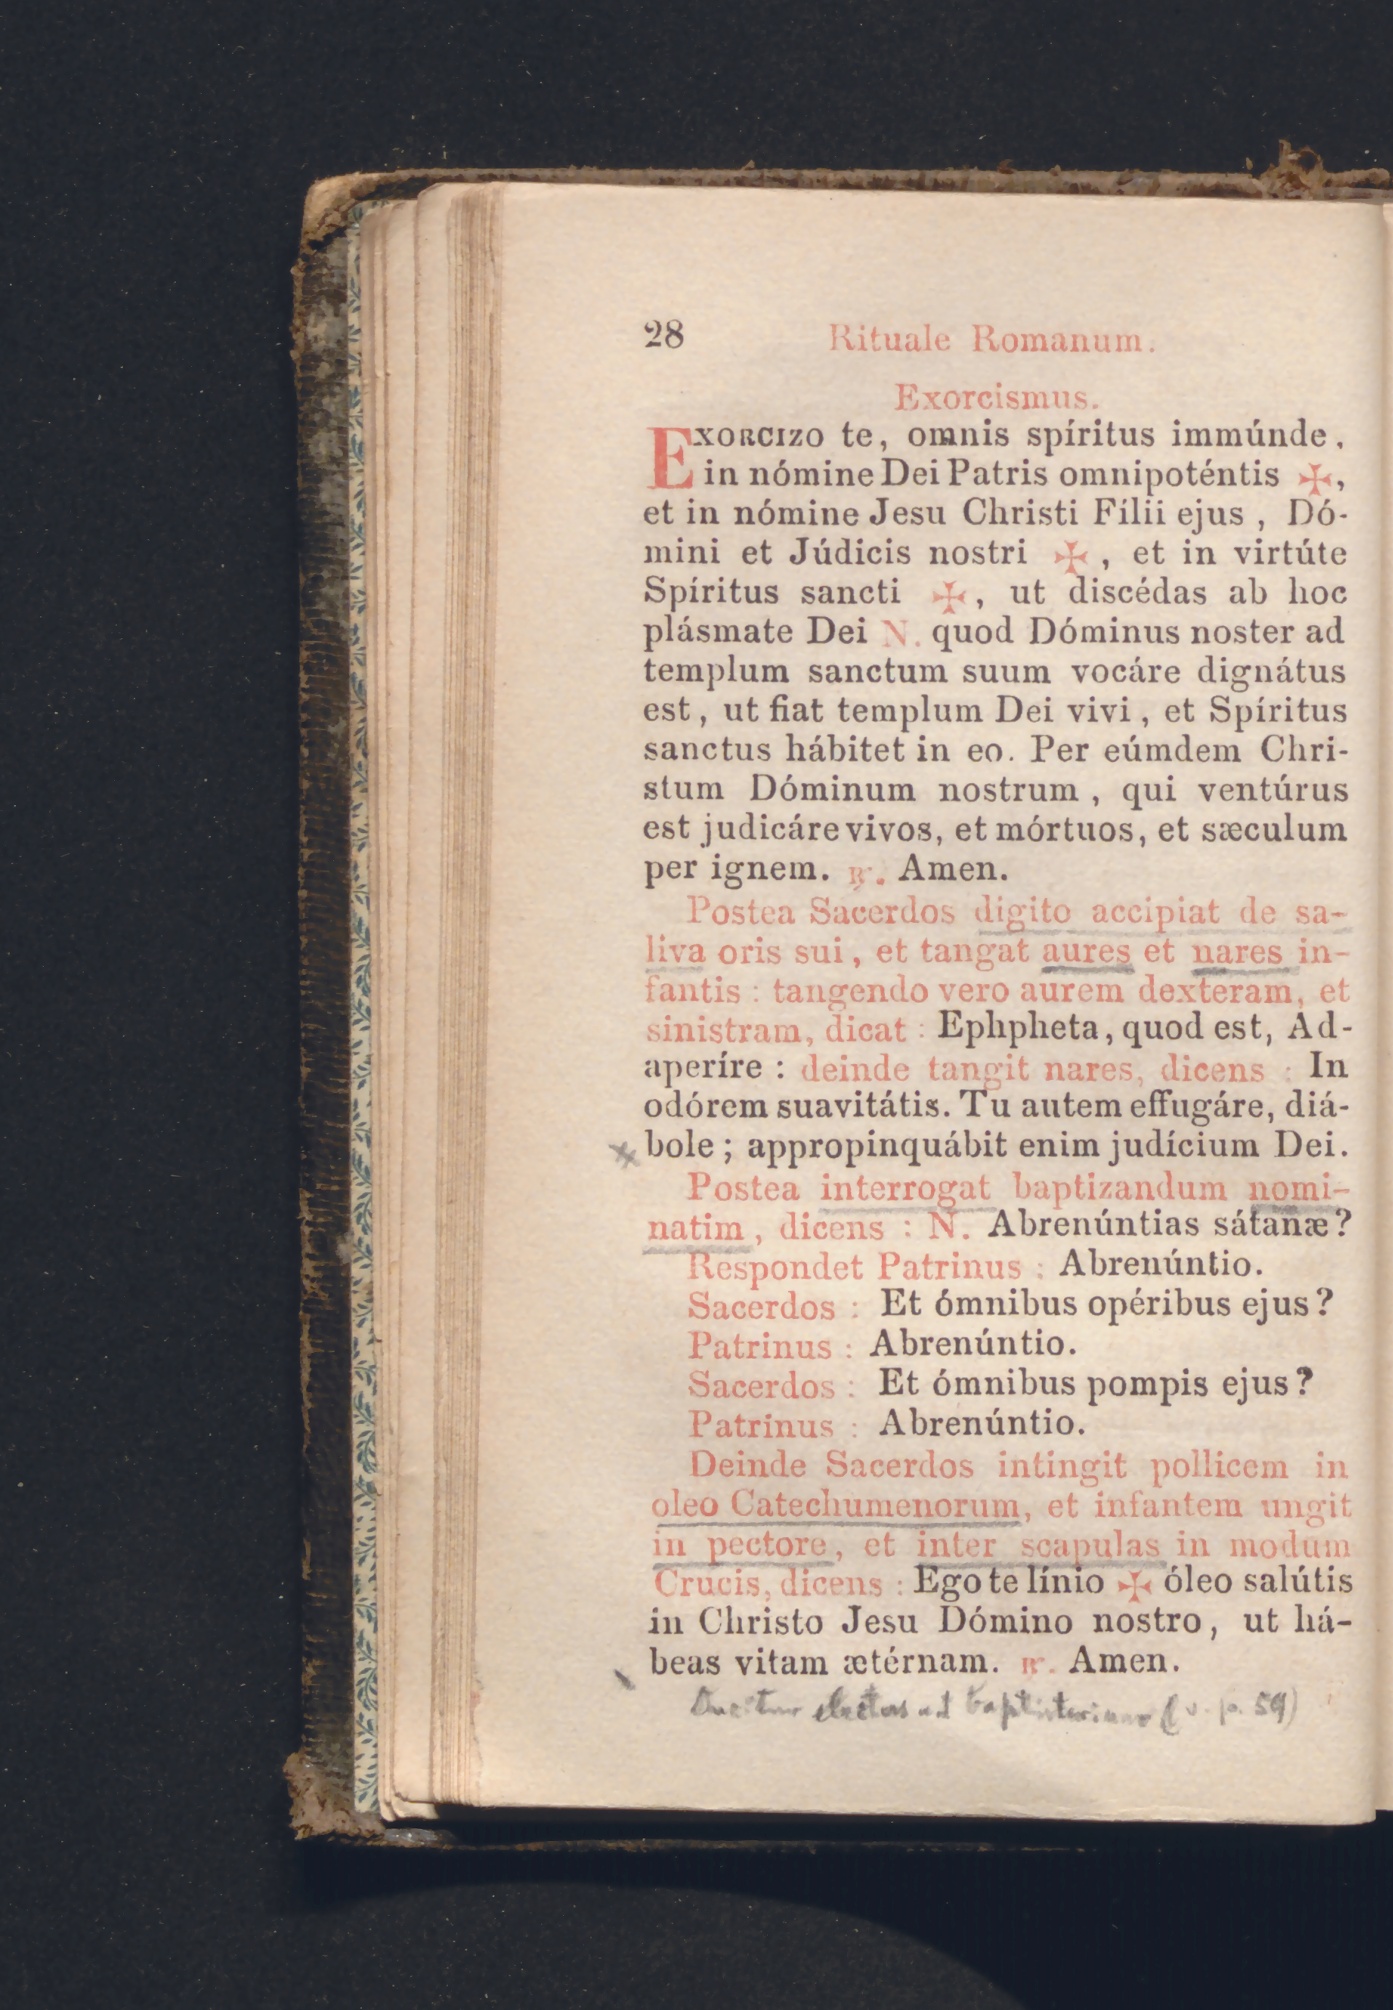 28 Rituale Romanum.
Exorcismus.
EXORCIZO te, omnis spíritus immúnde,
in nómine Dei Patris omnipoténtis ✠,
et in nómine Jesu Christi Fílii ejus, Dó-
mini et Júdicis nostri ✠, et in virtúte
Spíritus sancti ✠, ut discédas ab hoc
plásmate Dei N. quod Dóminus noster ad
templum sanctum suum vocáre dignátus
est, ut fiat templum Dei vivi, et Spíritus
sanctus hábitet in eo. Per eúmdem Chri-
stum Dóminum nostrum, qui ventúrus
est judicáre vivos, et mórtuos, et sæculum
per ignem. ℟. Amen.
Postea Sacerdos digito accipiat de sa-
liva oris sui, et tangat aures et nares in-
fantis : tangendo vero aurem dexteram, et
sinistram, dicat : Ephpheta, quod est, Ad-
aperíre : deinde tangit nares, dicens : In
odórem suavitátis. Tu autem effugáre, diá-
bole ; appropinquábit enim judícium Dei.
Postea interrogat baptizandum nomi-
natim, dicens : N. Abrenúntias sátanæ ?
Respondet Patrinus : Abrenúntio.
Sacerdos : Et ómnibus opéribus ejus ?
Patrinus : Abrenúntio.
Sacerdos : Et ómnibus pompis ejus ?
Patrinus : Abrenúntio.
Deinde Sacerdos intingit pollicem in
oleo Catechumenorum, et infantem ungit
in pectore, et inter scapulas in modum
Crucis, dicens : Ego te línio ✠ óleo salútis
in Christo Jesu Dómino nostro, ut há-
beas vitam ætérnam. ℟. Amen.
electus ad baptisterium (v. p. 59)